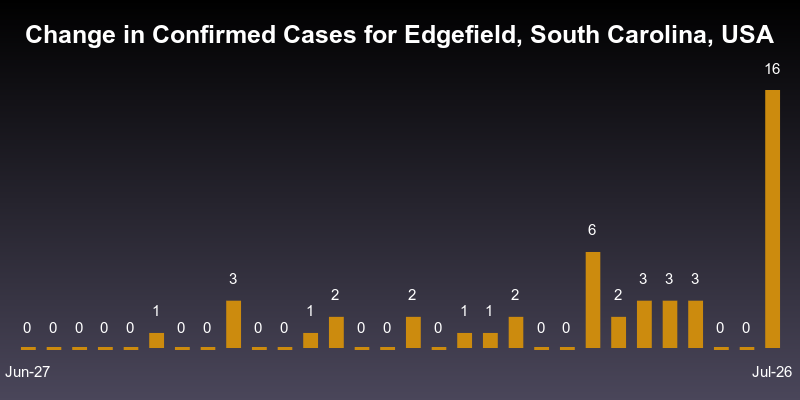 Change in Confirmed Cases for Edgefield, South Carolina, USA
0 0 0 0 0 1 0 0 3 0 0 1 2 0 0 2 0 1 1 2 0 0 6 2 3 3 3 0 0 16
Jun-27 Jul-26